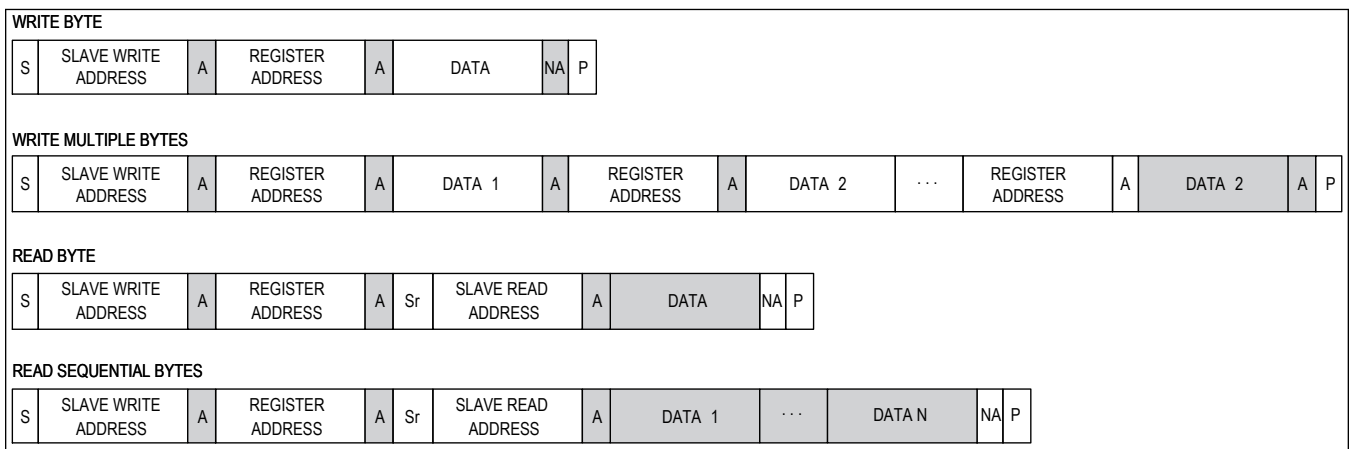 WRITE BYTE
S SLAVE WRITE ADDRESS A REGISTER ADDRESS A DATA NA P
WRITE MULTIPLE BYTES
S SLAVE WRITE ADDRESS A REGISTER ADDRESS A DATA 1 A REGISTER ADDRESS A DATA 2 ... REGISTER ADDRESS A DATA 2 A P
READ BYTE
S SLAVE WRITE ADDRESS A REGISTER ADDRESS A Sr SLAVE READ ADDRESS A DATA NA P
READ SEQUENTIAL BYTES
S SLAVE WRITE ADDRESS A REGISTER ADDRESS A Sr SLAVE READ ADDRESS A DATA 1 ... DATA N NA P